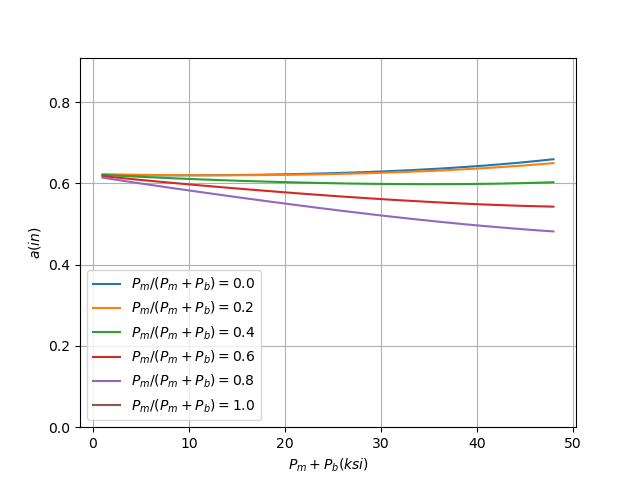 0.8
0.6
0.4
0.2
0.0
a(in)
P_m/(P_m + P_b) = 0.0
P_m/(P_m + P_b) = 0.2
P_m/(P_m + P_b) = 0.4
P_m/(P_m + P_b) = 0.6
P_m/(P_m + P_b) = 0.8
P_m/(P_m + P_b) = 1.0
0 10 20 30 40 50
P_m + P_b(ksi)